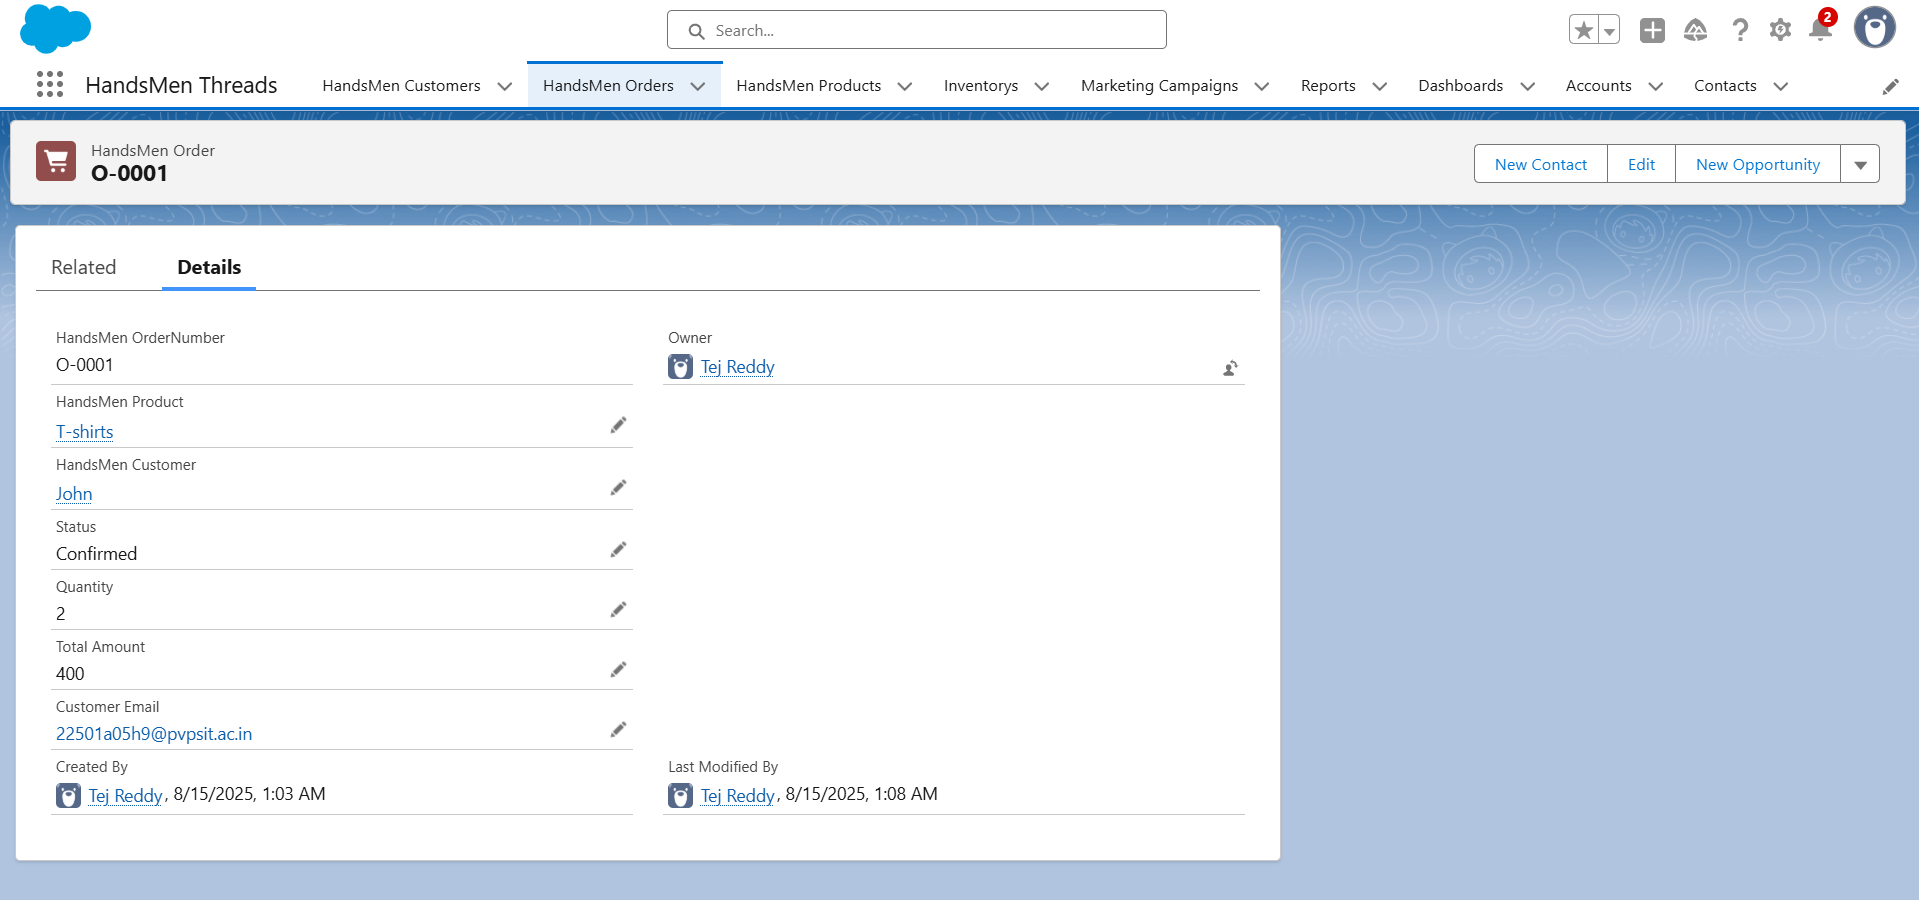 Search...
2
HandsMen Threads
HandsMen Customers
HandsMen Orders
HandsMen Products
Inventorys
Marketing Campaigns
Reports
Dashboards
Accounts
Contacts
HandsMen Order
O-0001
New Contact
Edit
New Opportunity
Related
Details
HandsMen OrderNumber
O-0001
Owner
Tej Reddy
HandsMen Product
T-shirts
HandsMen Customer
John
Status
Confirmed
Quantity
2
Total Amount
400
Customer Email
22501a05h9@pvpsit.ac.in
Created By
Tej Reddy, 8/15/2025, 1:03 AM
Last Modified By
Tej Reddy, 8/15/2025, 1:08 AM